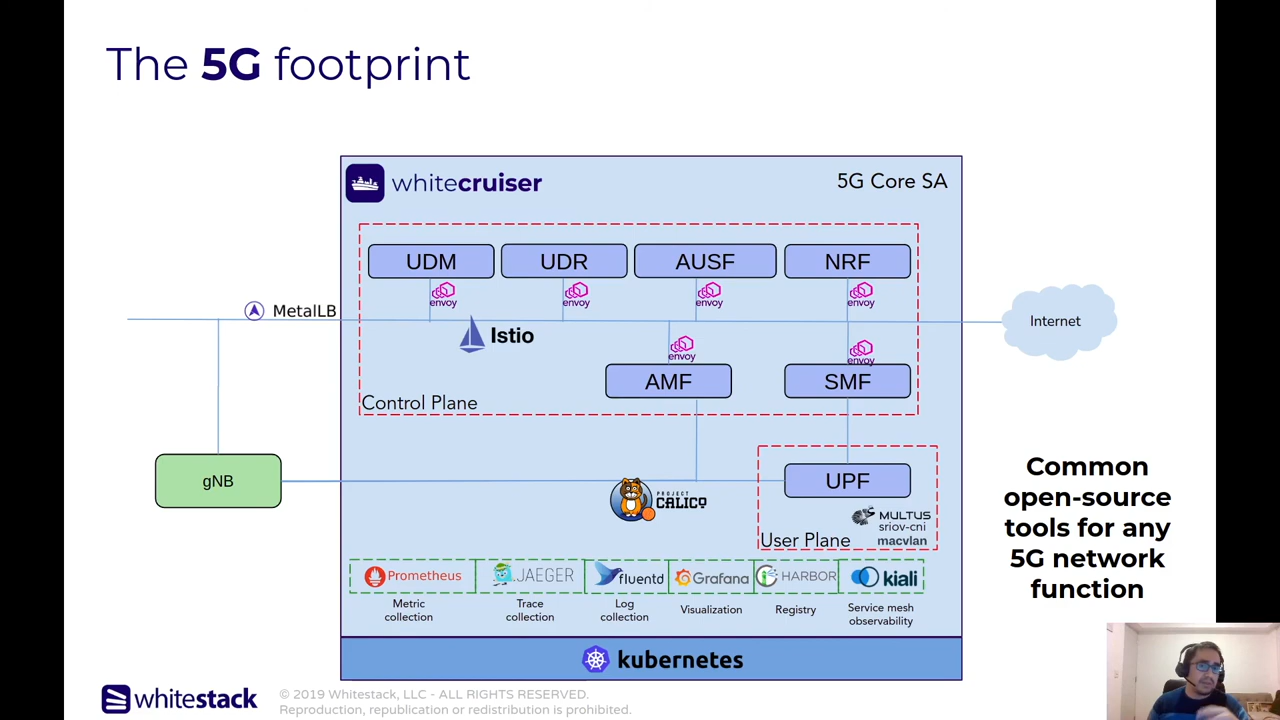 The 5G footprint
whitecruiser
5G Core SA
UDM
UDR
AUSF
NRF
envoy
envoy
envoy
envoy
MetalLB
Istio
envoy
envoy
Internet
AMF
SMF
Control Plane
gNB
PROJECT
CALICO
UPF
MULTUS
sriov-cni
macvlan
User Plane
Common
open-source
tools for any
5G network
function
Prometheus
JAEGER
fluentd
Grafana
HARBOR
kiali
Metric
collection
Trace
collection
Log
collection
Visualization
Registry
Service mesh
observability
kubernetes
whitestack
© 2019 Whitestack, LLC - ALL RIGHTS RESERVED.
Reproduction, republication or redistribution is prohibited.